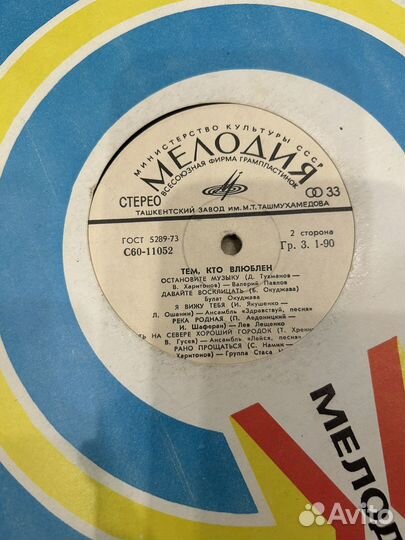 МИНИСТЕРСТВО КУЛЬТУРЫ СССР
МЕЛОДИЯ
ВСЕСОЮЗНАЯ ФИРМА ГРАМПЛАСТИНОК
СТЕРЕО
33
ТАШКЕНТСКИЙ ЗАВОД ИМ. М.Т. ТАШМУХАМЕДОВА
ГОСТ 5289-73
2 сторона
С60-11052
Гр. 3. 1-90
ТЕМ, КТО ВЛЮБЛЕН
ОСТАНОВИТЕ МУЗЫКУ (Д. Тухманов —
В. Харитонов) — Валерий Павлов
ДАВАЙТЕ ВОСКЛИЦАТЬ (Б. Окуджава)
Булат Окуджава
Я ВИЖУ ТЕБЯ (И. Якушенко —
Л. Ошанин) — Ансамбль «Здравствуй, песня»
РЕКА РОДНАЯ (П. Аедоницкий —
И. Шаферан) — Лев Лещенко
НА СЕВЕРЕ ХОРОШИЙ ГОРОДОК (Т. Хренн
В. Гусев) — Ансамбль «Лейся, песня»
РАНО ПРОЩАТЬСЯ (С. Намин —
Харитонов) — Группа Стаса
МЕЛОД
Avito